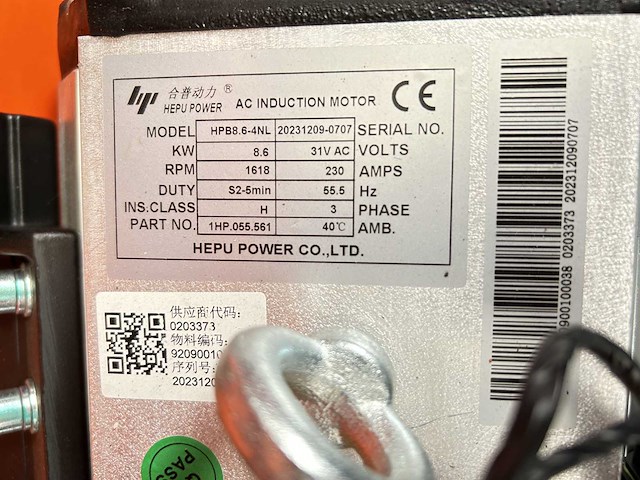 合普动力 ®
HEPU POWER AC INDUCTION MOTOR CE
MODEL HPB8.6-4NL 20231209-0707 SERIAL NO.
KW 8.6 31V AC VOLTS
RPM 1618 230 AMPS
DUTY S2-5min 55.5 Hz
INS.CLASS H 3 PHASE
PART NO. 1HP.055.561 40℃ AMB.
HEPU POWER CO.,LTD.
供应商代码:
0203373
物料编码:
序列号:
0203373 202312090707
PASS